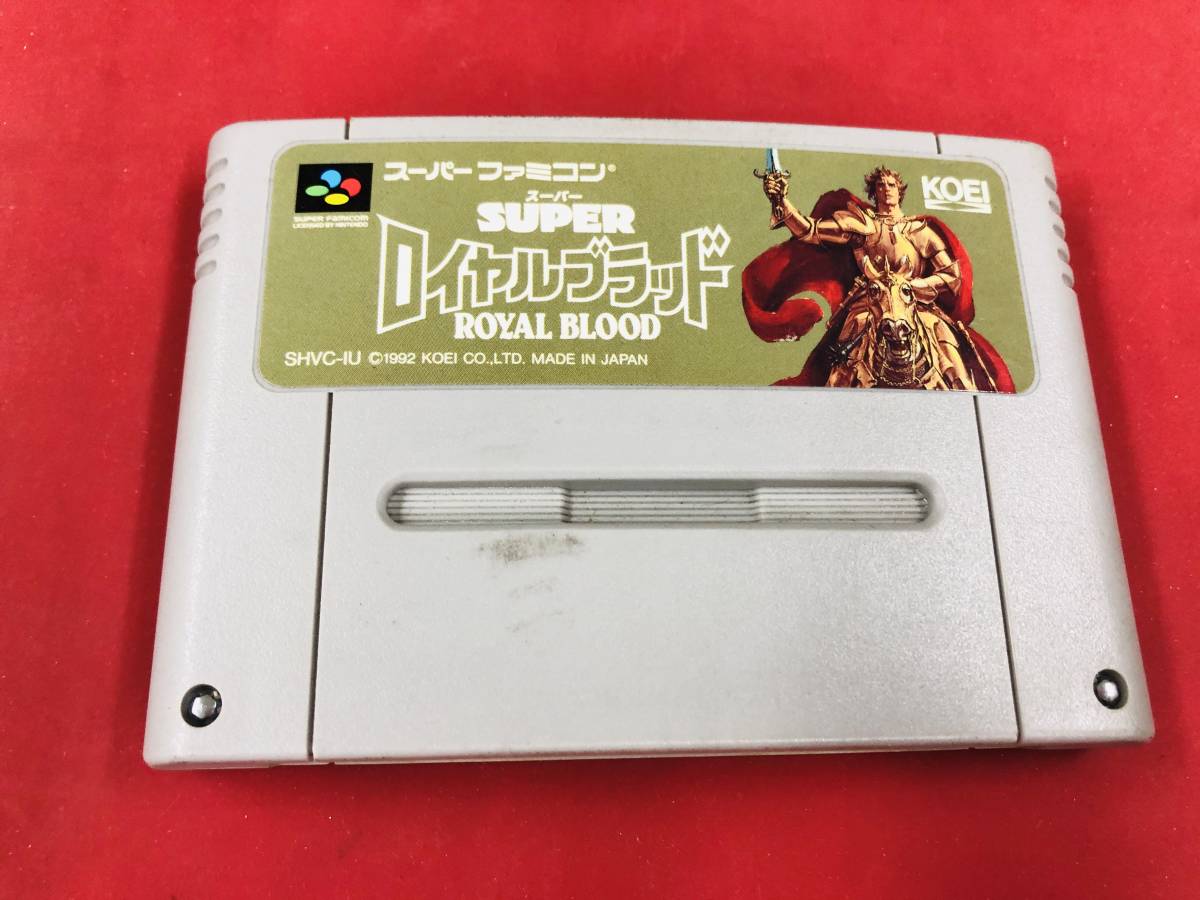 スーパーファミコン®
SUPER FAMICOM
LICENSED BY NINTENDO
スーパー
SUPER
ロイヤルブラッド
ROYAL BLOOD
KOEI
SHVC-IU ©1992 KOEI CO.,LTD. MADE IN JAPAN